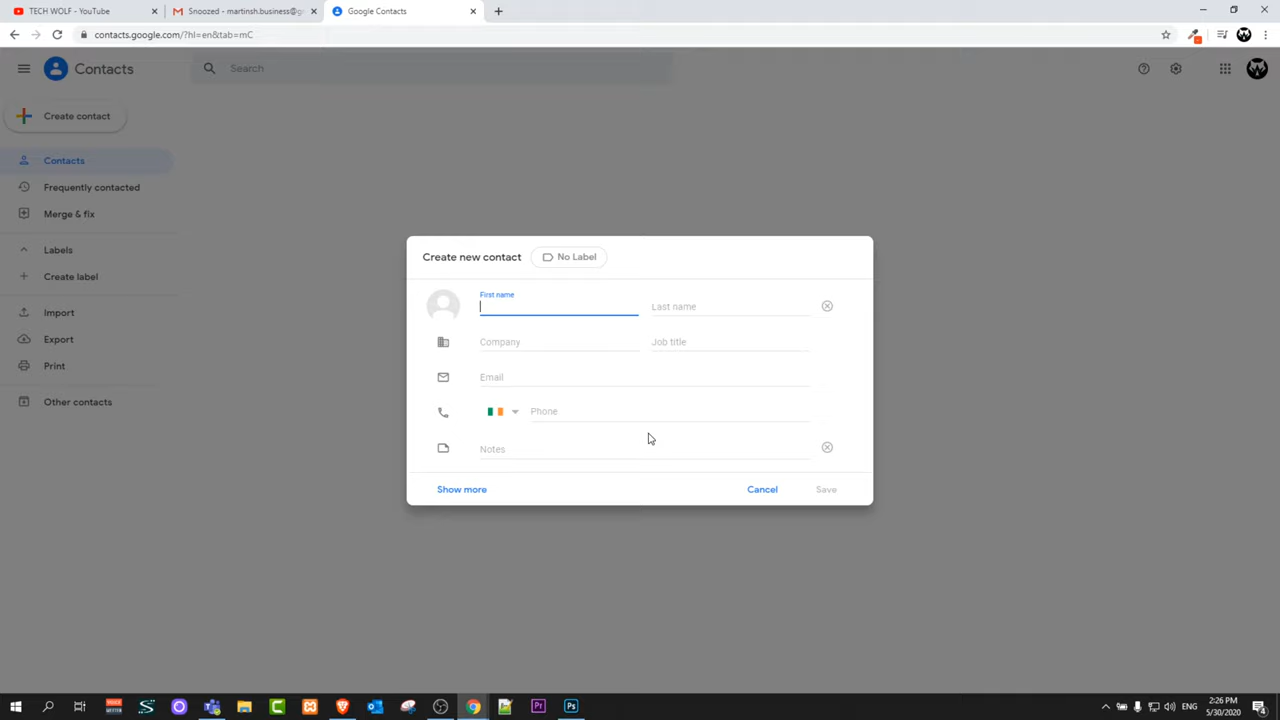 TECH WOLF - YouTube
Snoozed - martinsh.business@g
Google Contacts
contacts.google.com/?hl=en&tab=mC
Contacts
Search
Create contact
Contacts
Frequently contacted
Merge & fix
Labels
Create label
Import
Export
Print
Other contacts
Create new contact
No Label
First name
Last name
Company
Job title
Email
Phone
Notes
Show more
Cancel
Save
ENG
2:26 PM
5/30/2020
4
Pr
Ps